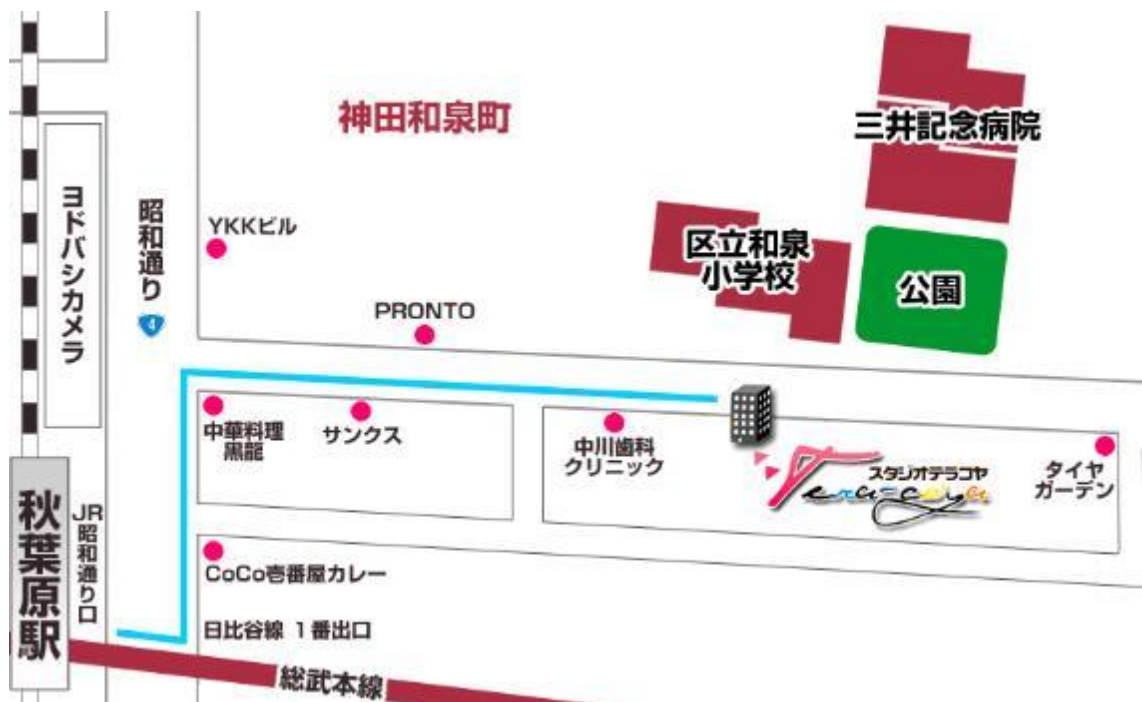 神田和泉町
三井記念病院
ヨドバシカメラ
昭和通り
4
YKKビル
区立和泉
小学校
公園
PRONTO
中華料理
黒龍
サンクス
中川歯科
クリニック
スタジオテラコヤ
Tera-coya
タイヤ
ガーデン
秋葉原駅
JR昭和通り口
CoCo壱番屋カレー
日比谷線 1番出口
総武本線